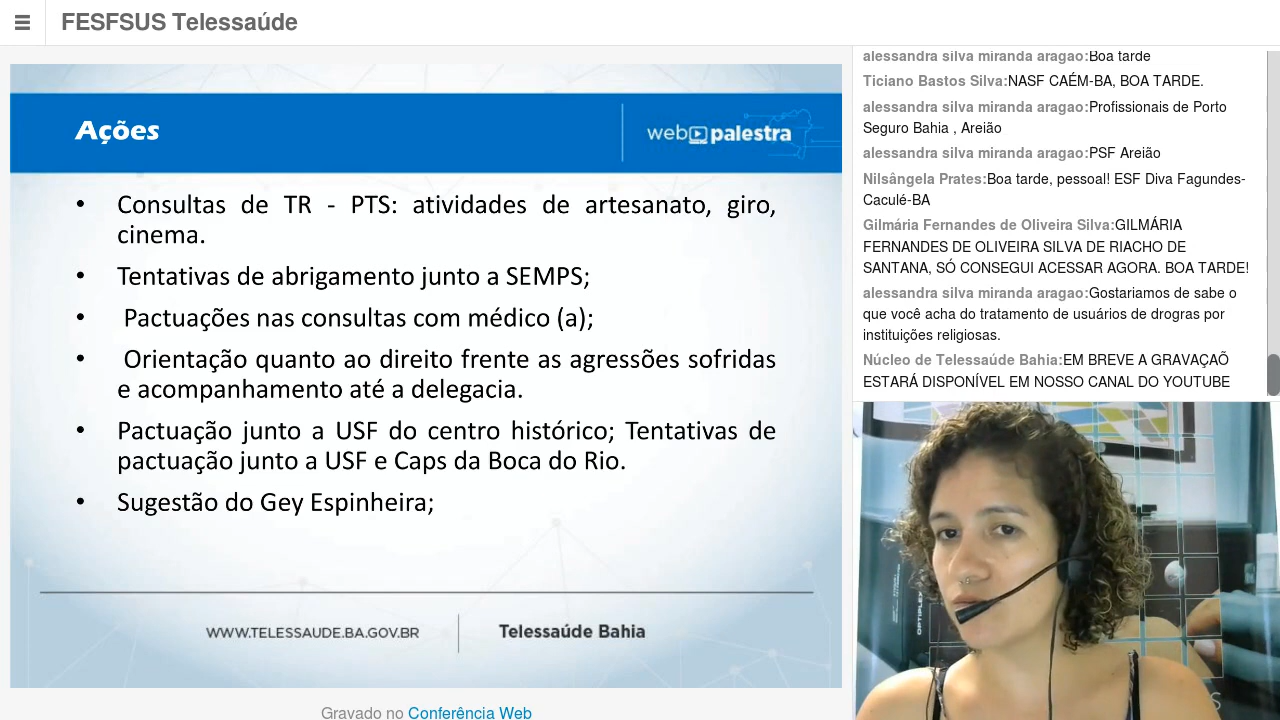 FESFSUS Telessaúde
Ações
web palestra
• Consultas de TR - PTS: atividades de artesanato, giro,
cinema.
• Tentativas de abrigamento junto a SEMPS;
• Pactuações nas consultas com médico (a);
• Orientação quanto ao direito frente as agressões sofridas
e acompanhamento até a delegacia.
• Pactuação junto a USF do centro histórico; Tentativas de
pactuação junto a USF e Caps da Boca do Rio.
• Sugestão do Gey Espinheira;
WWW.TELESSAUDE.BA.GOV.BR
Telessaúde Bahia
Gravado no Conferência Web
alessandra silva miranda aragao:Boa tarde
Ticiano Bastos Silva:NASF CAÉM-BA, BOA TARDE.
alessandra silva miranda aragao:Profissionais de Porto
Seguro Bahia , Areião
alessandra silva miranda aragao:PSF Areião
Nilsângela Prates:Boa tarde, pessoal! ESF Diva Fagundes-
Caculé-BA
Gilmária Fernandes de Oliveira Silva:GILMÁRIA
FERNANDES DE OLIVEIRA SILVA DE RIACHO DE
SANTANA, SÓ CONSEGUI ACESSAR AGORA. BOA TARDE!
alessandra silva miranda aragao:Gostariamos de sabe o
que você acha do tratamento de usuários de drogras por
instituições religiosas.
Núcleo de Telessaúde Bahia:EM BREVE A GRAVAÇAÕ
ESTARÁ DISPONÍVEL EM NOSSO CANAL DO YOUTUBE
OPTIPLEX